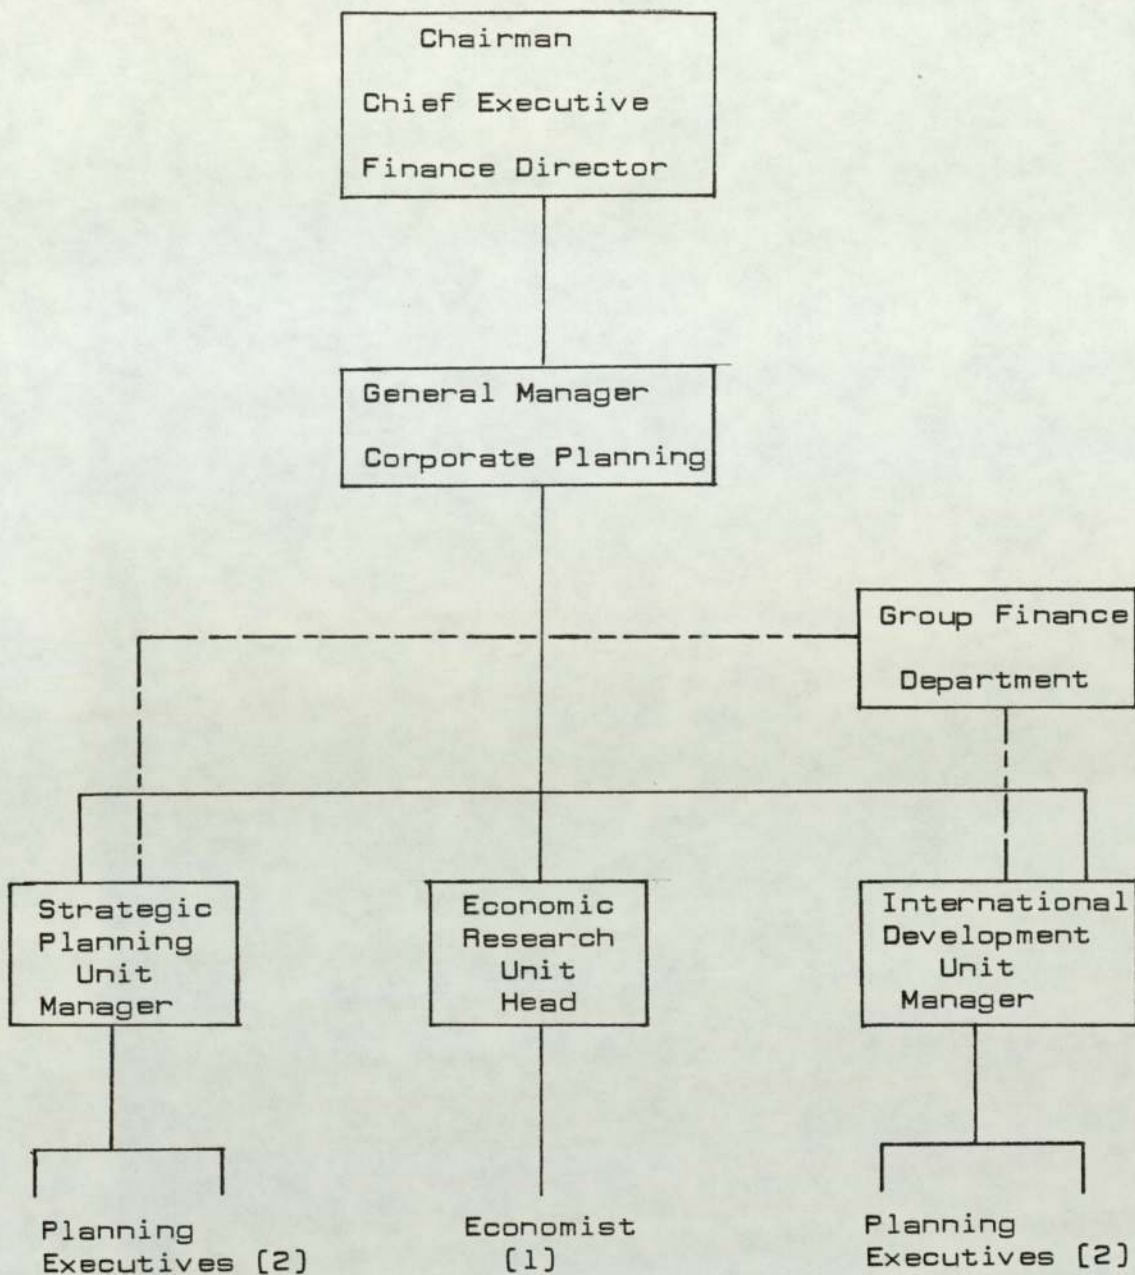 Chairman
Chief Executive
Finance Director
General Manager
Corporate Planning
Group Finance
Department
Strategic
Planning
Unit
Manager
Economic
Research
Unit
Head
International
Development
Unit
Manager
Planning
Executives (2)
Economist
(1)
Planning
Executives (2)